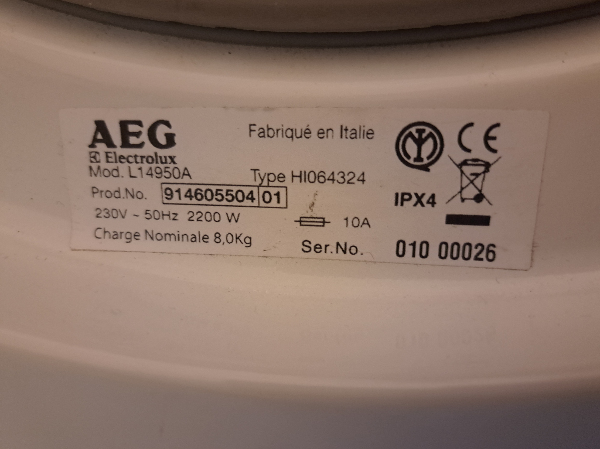 AEG
Electrolux
Fabriqué en Italie
Mod. L14950A
Type HI064324
Prod.No. 914605504 01
IPX4
230V ~ 50Hz 2200 W
10A
Charge Nominale 8,0Kg
Ser.No. 010 00026